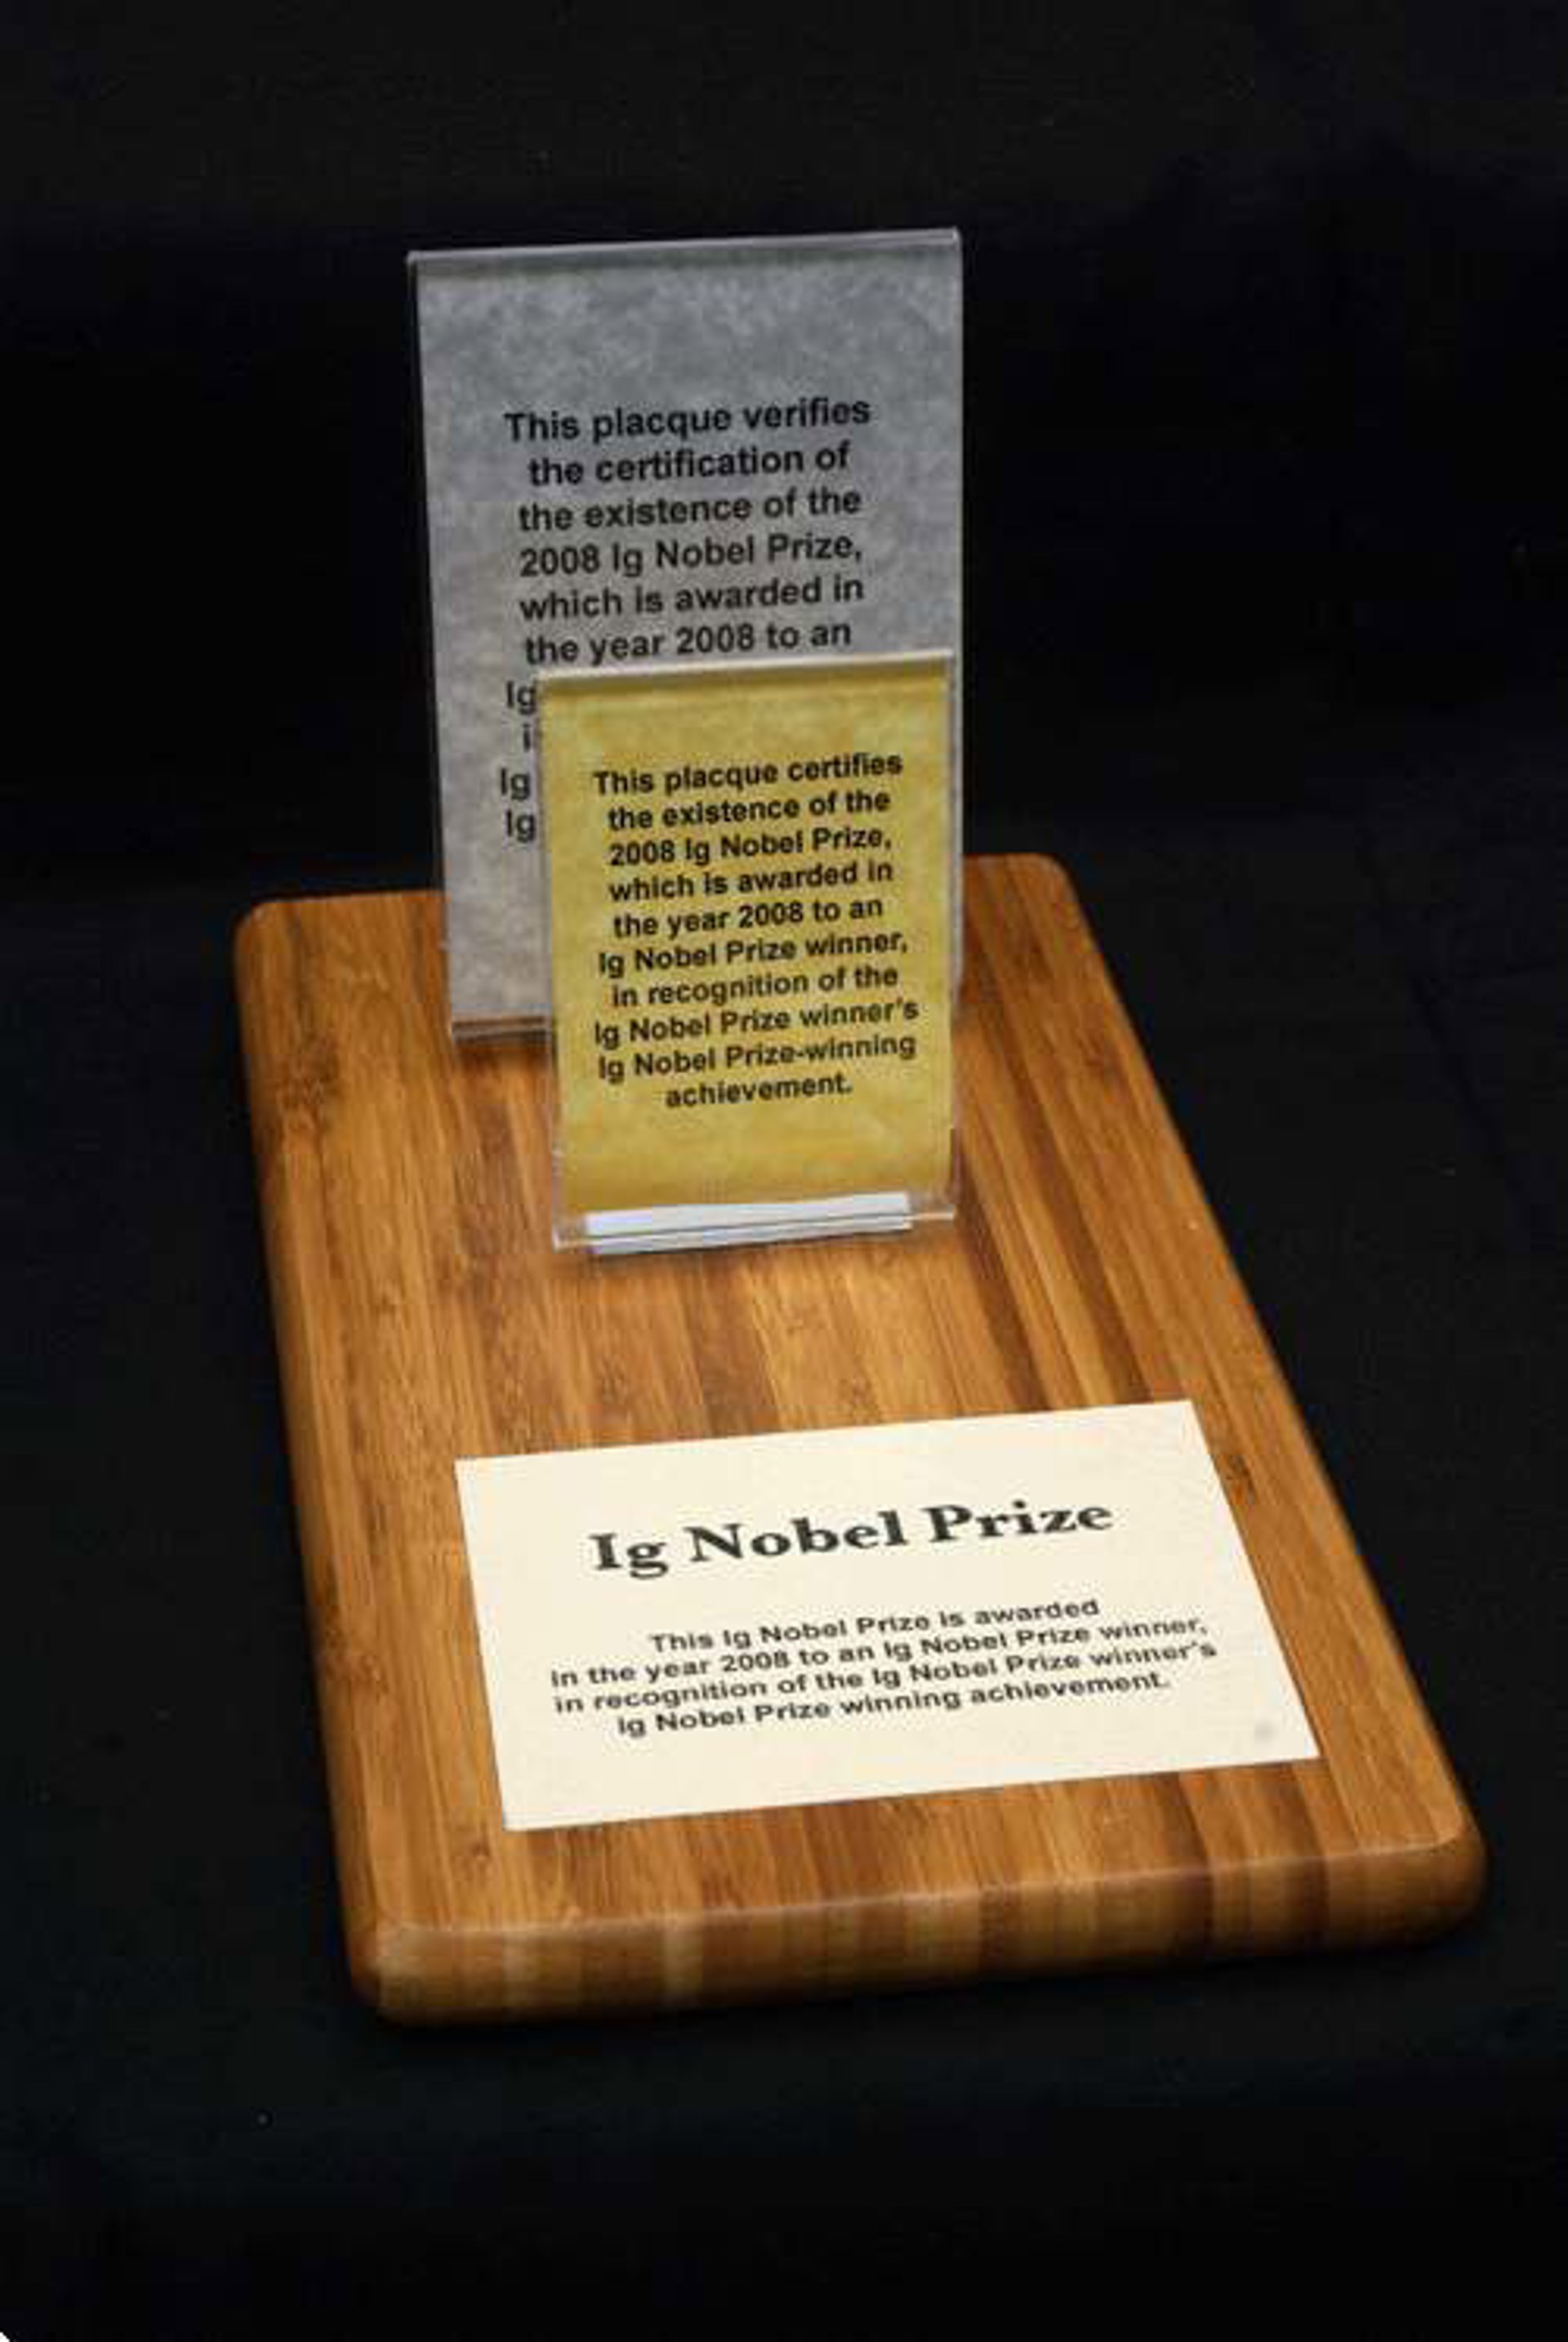 This placque verifies
the certification of
the existence of the
2008 Ig Nobel Prize,
which is awarded in
the year 2008 to an
Ig
i
Ig
Ig
This placque certifies
the existence of the
2008 Ig Nobel Prize,
which is awarded in
the year 2008 to an
Ig Nobel Prize winner,
in recognition of the
Ig Nobel Prize winner's
Ig Nobel Prize-winning
achievement.
Ig Nobel Prize
This Ig Nobel Prize is awarded
in the year 2008 to an Ig Nobel Prize winner,
in recognition of the Ig Nobel Prize winner's
Ig Nobel Prize winning achievement.